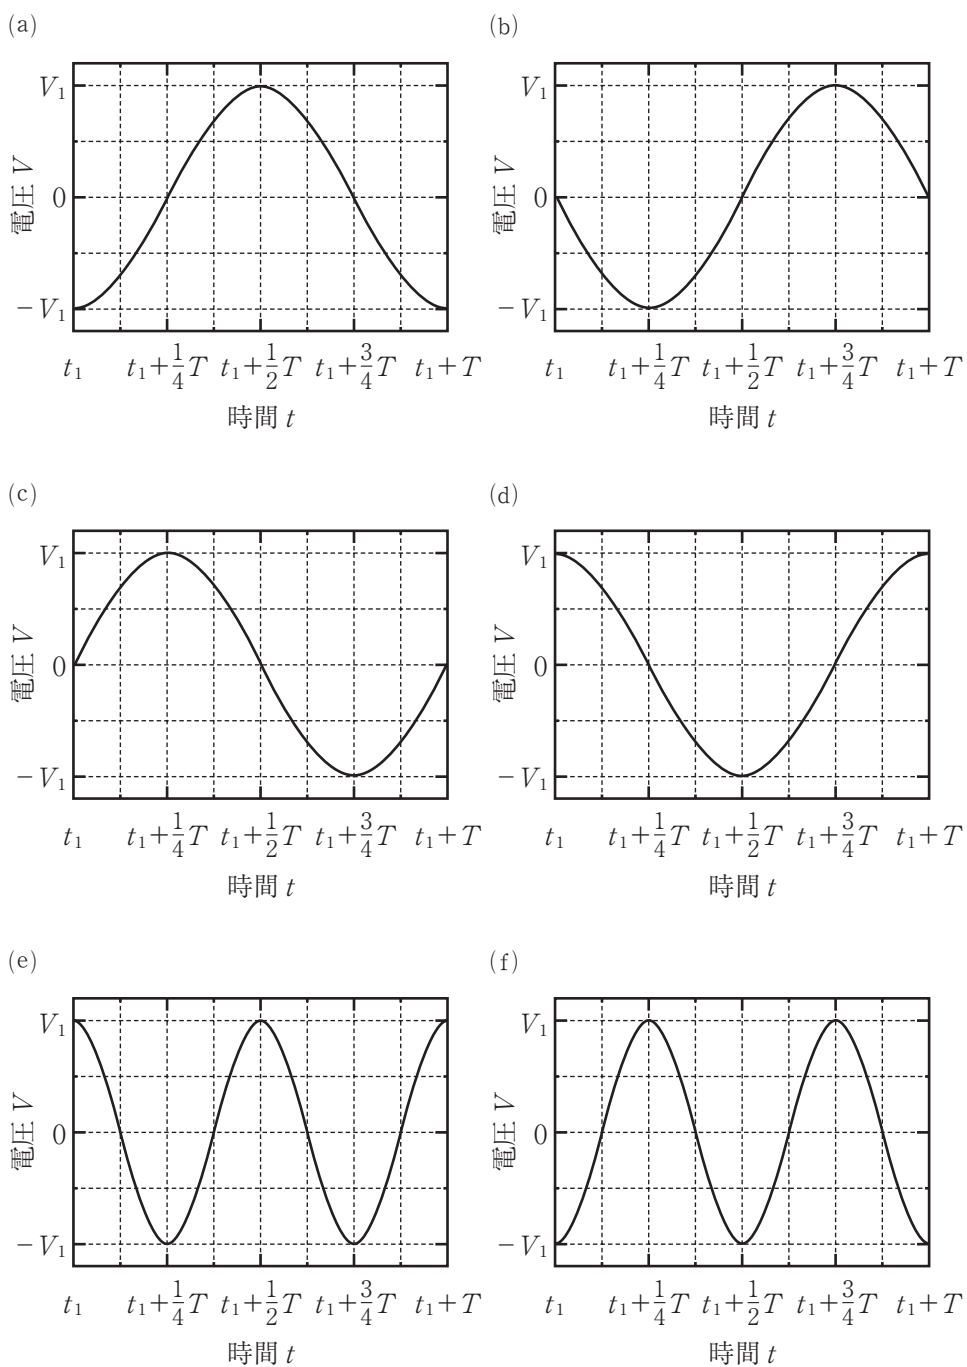 (a)
電圧 V
V₁
0
−V₁
t₁
t₁+1/4T
t₁+1/2T
t₁+3/4T
t₁+T
時間 t
(b)
電圧 V
V₁
0
−V₁
t₁
t₁+1/4T
t₁+1/2T
t₁+3/4T
t₁+T
時間 t
(c)
電圧 V
V₁
0
−V₁
t₁
t₁+1/4T
t₁+1/2T
t₁+3/4T
t₁+T
時間 t
(d)
電圧 V
V₁
0
−V₁
t₁
t₁+1/4T
t₁+1/2T
t₁+3/4T
t₁+T
時間 t
(e)
電圧 V
V₁
0
−V₁
t₁
t₁+1/4T
t₁+1/2T
t₁+3/4T
t₁+T
時間 t
(f)
電圧 V
V₁
0
−V₁
t₁
t₁+1/4T
t₁+1/2T
t₁+3/4T
t₁+T
時間 t